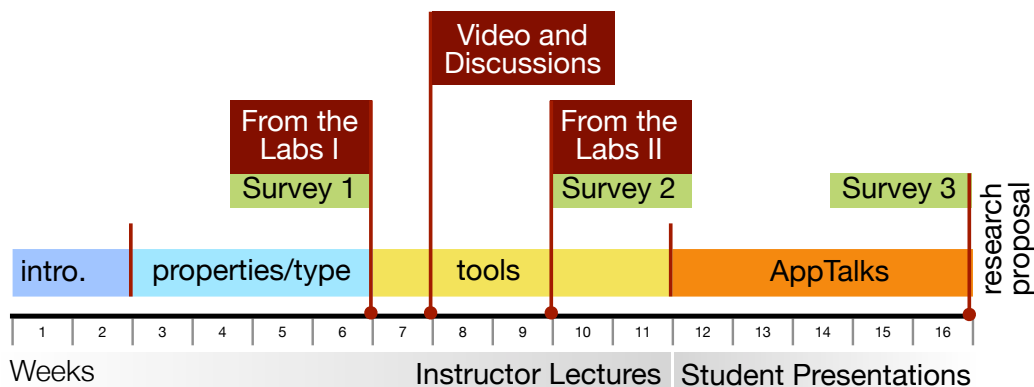 Video and
Discussions
From the
Labs I
From the
Labs II
Survey 1
Survey 2
Survey 3
research
proposal
intro.
properties/type
tools
AppTalks
1 2 3 4 5 6 7 8 9 10 11 12 13 14 15 16
Weeks
Instructor Lectures
Student Presentations